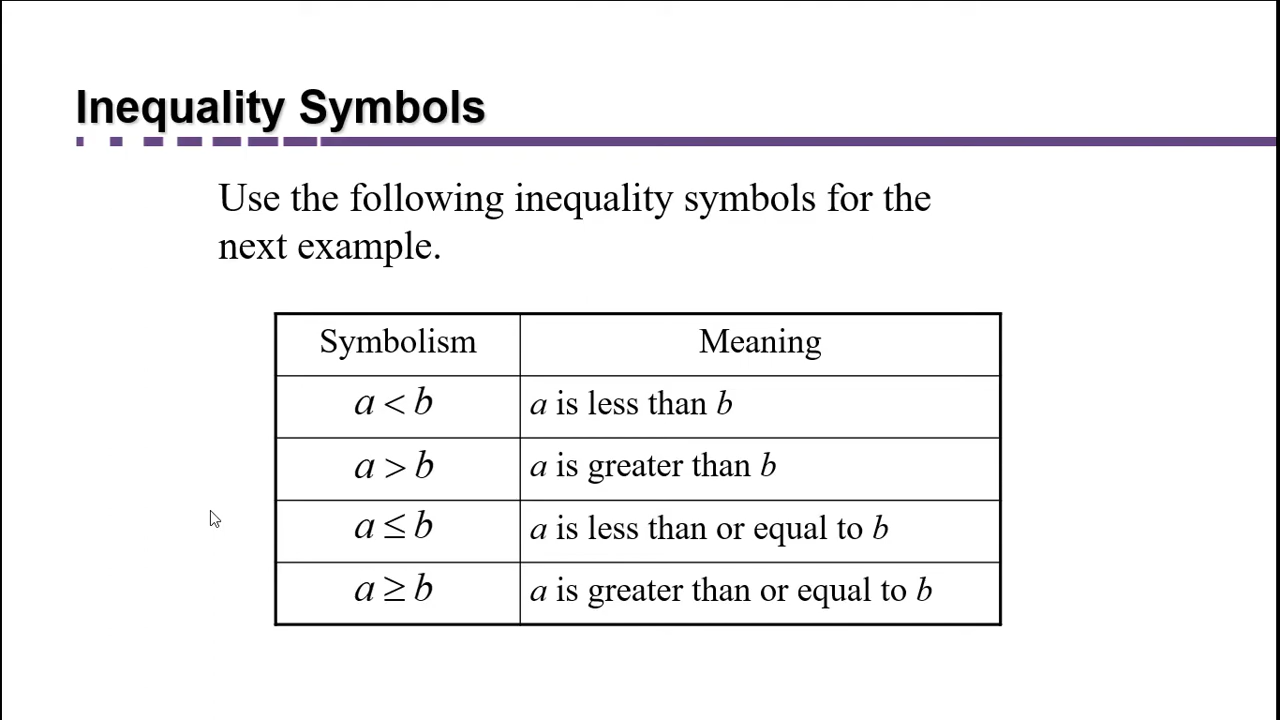 Inequality Symbols
Use the following inequality symbols for the
next example.
Symbolism Meaning
a < b a is less than b
a > b a is greater than b
a ≤ b a is less than or equal to b
a ≥ b a is greater than or equal to b